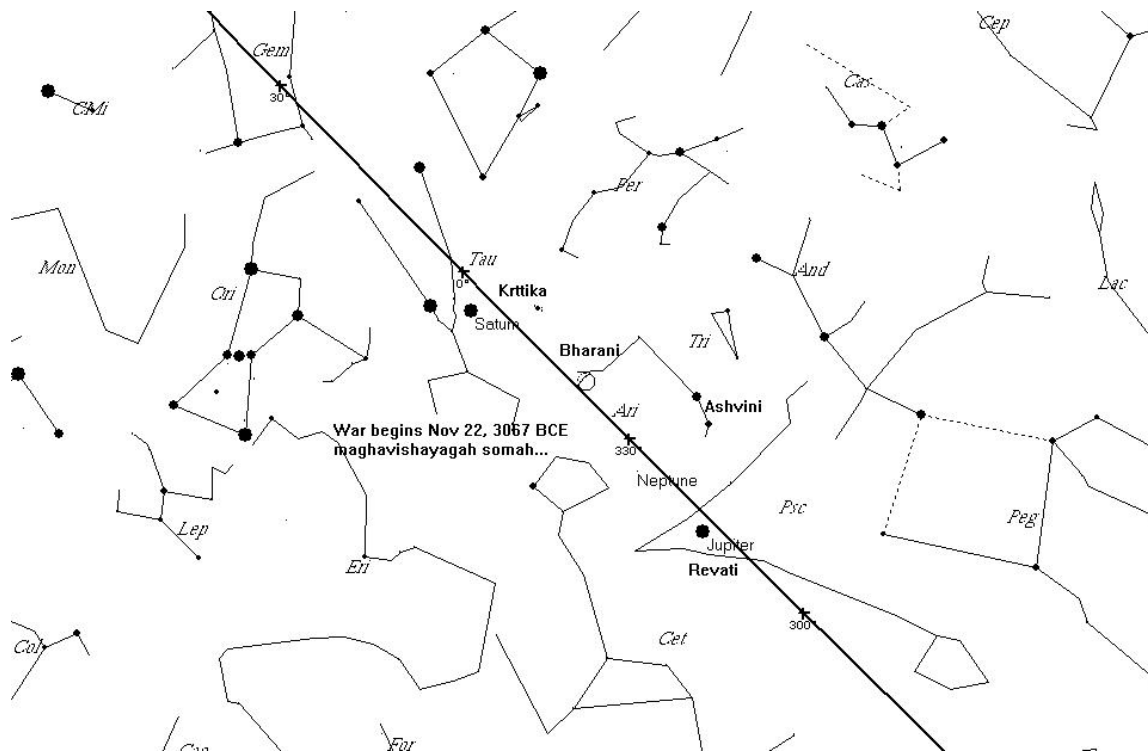 Cep
Gem
Cas
CMi
30°
Per
Tau
And
Mon
0°
Krttika
Lac
Ori
Saturn
Tri
Bharani
Ari
Ashvini
War begins Nov 22, 3067 BCE
maghavishayagah somah...
330°
Neptune
Psc
Peg
Lep
Jupiter
Eri
Revati
300°
Col
Cet
For